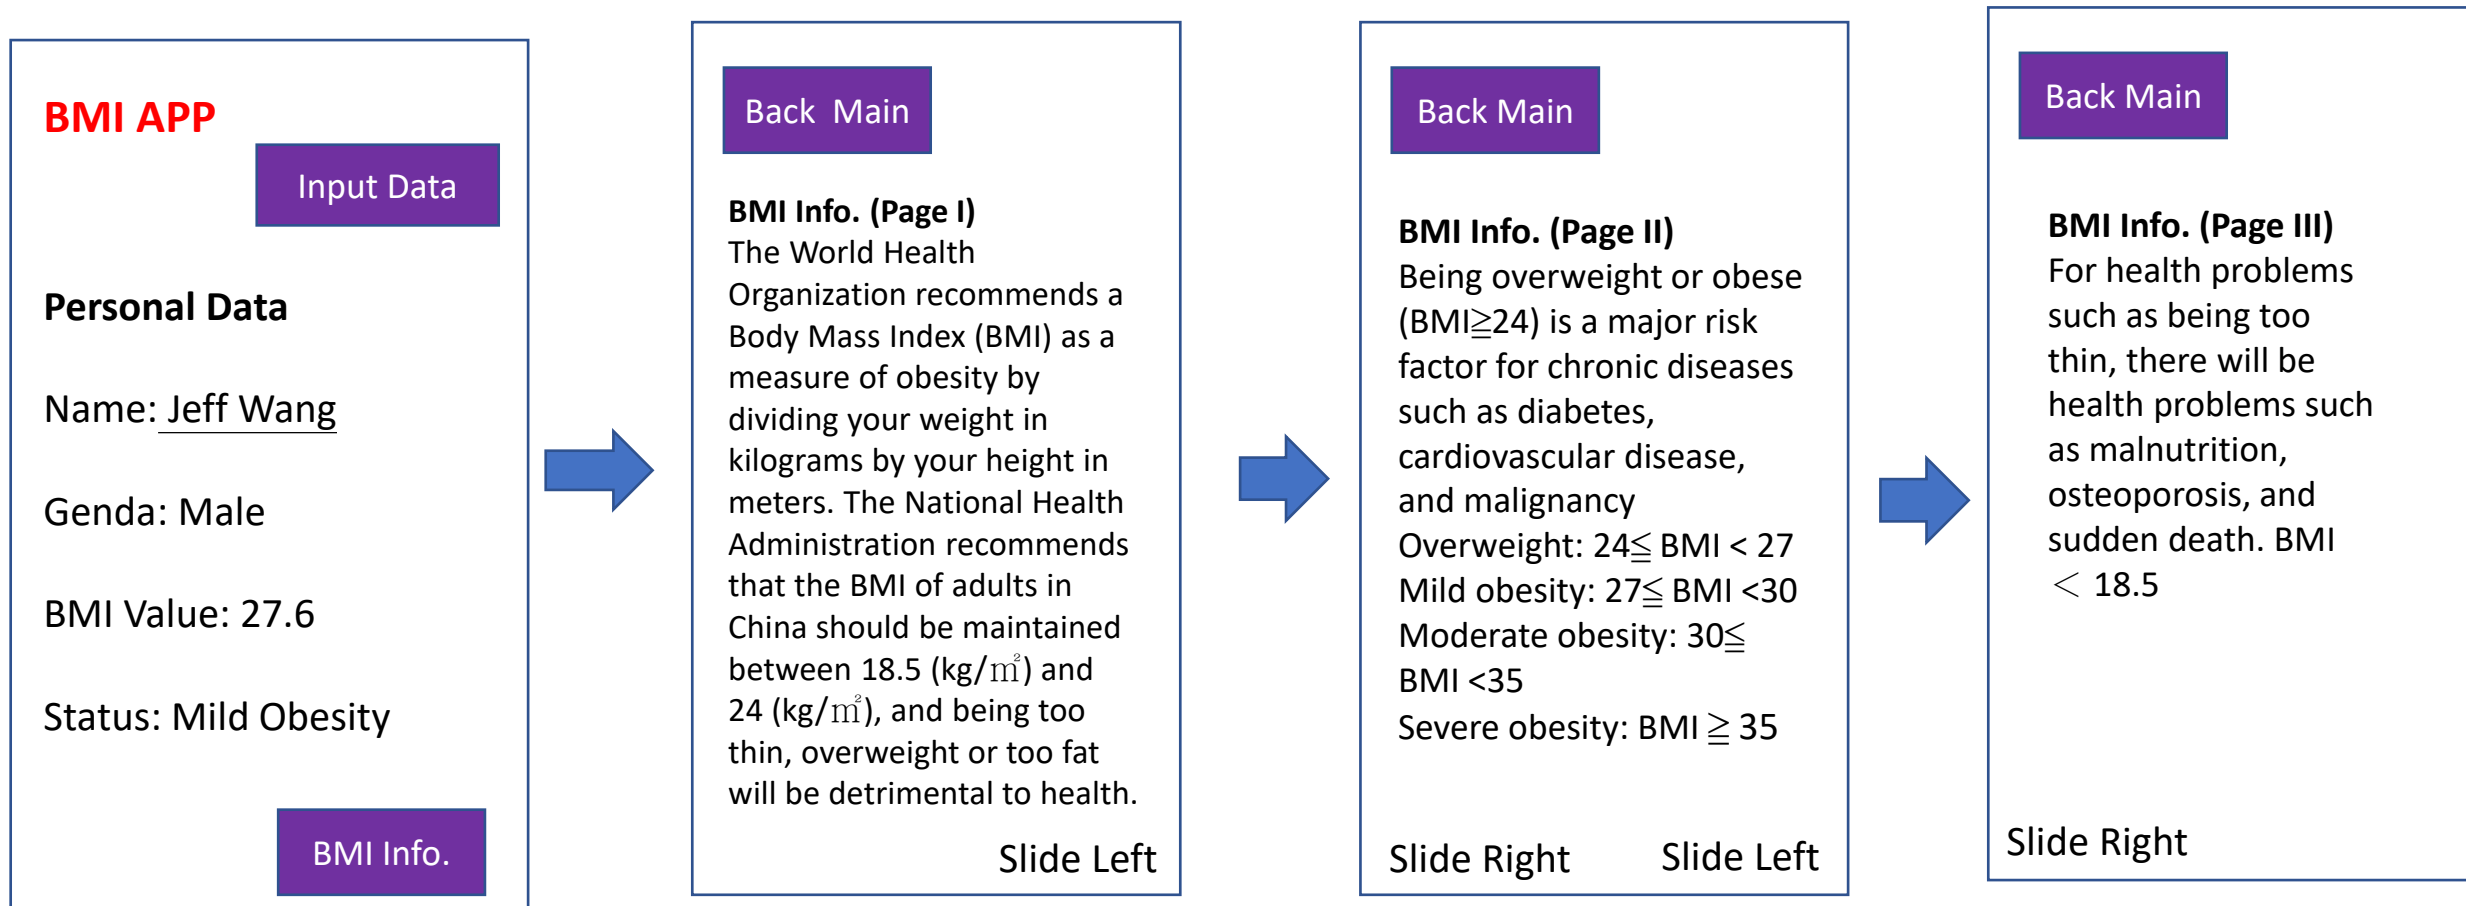 BMI APP
Input Data
Personal Data
Name: Jeff Wang
Genda: Male
BMI Value: 27.6
Status: Mild Obesity
BMI Info.
Back  Main
BMI Info. (Page I)
The World Health
Organization recommends a
Body Mass Index (BMI) as a
measure of obesity by
dividing your weight in
kilograms by your height in
meters. The National Health
Administration recommends
that the BMI of adults in
China should be maintained
between 18.5 (kg/㎡) and
24 (kg/㎡), and being too
thin, overweight or too fat
will be detrimental to health.
Slide Left
Back Main
BMI Info. (Page II)
Being overweight or obese
(BMI≧24) is a major risk
factor for chronic diseases
such as diabetes,
cardiovascular disease,
and malignancy
Overweight: 24≦ BMI < 27
Mild obesity: 27≦ BMI <30
Moderate obesity: 30≦
BMI <35
Severe obesity: BMI ≧ 35
Slide Right
Slide Left
Back Main
BMI Info. (Page III)
For health problems
such as being too
thin, there will be
health problems such
as malnutrition,
osteoporosis, and
sudden death. BMI
＜ 18.5
Slide Right